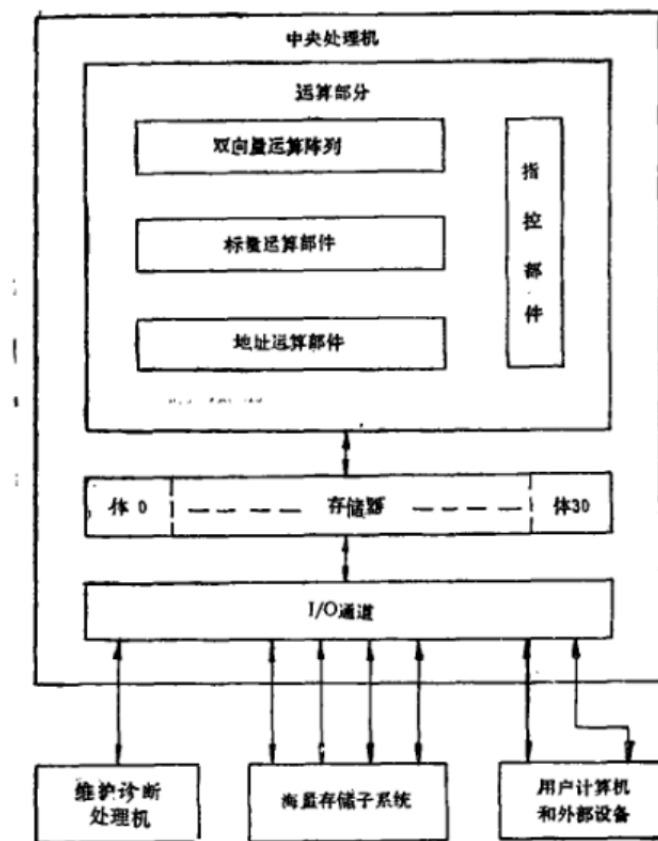 中央处理机
运算部分
双向量运算阵列
指控部件
标量运算部件
地址运算部件
体 0
存储器
体30
I/O通道
维护诊断
处理机
海量存储子系统
用户计算机
和外部设备